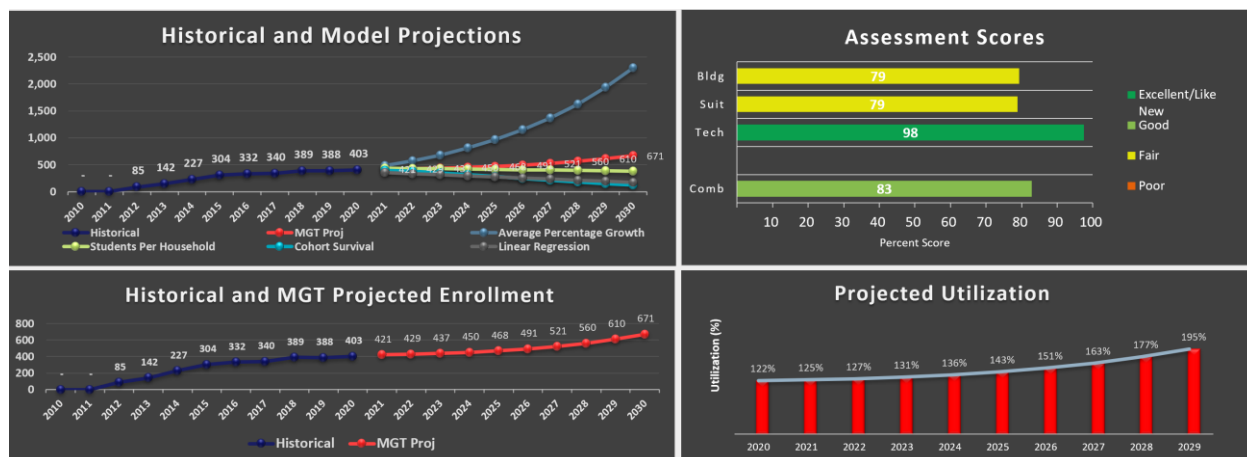 Historical and Model Projections
2,500
2,000
1,500
1,000
500
0
- - 85 142 227 304 332 340 389 388 403
421 429 437 450 468 491 521 560 610 671
2010 2011 2012 2013 2014 2015 2016 2017 2018 2019 2020 2021 2022 2023 2024 2025 2026 2027 2028 2029 2030
Historical MGT Proj Average Percentage Growth
Students Per Household Cohort Survival Linear Regression
Assessment Scores
Bldg 79
Suit 79
Tech 98
Comb 83
10 20 30 40 50 60 70 80 90 100
Percent Score
Excellent/Like
New
Good
Fair
Poor
Historical and MGT Projected Enrollment
800
600
400
200
0
- - 85 142 227 304 332 340 389 388 403 421 429 437 450 468 491 521 560 610 671
2010 2011 2012 2013 2014 2015 2016 2017 2018 2019 2020 2021 2022 2023 2024 2025 2026 2027 2028 2029 2030
Historical MGT Proj
Projected Utilization
Utilization (%)
122% 125% 127% 131% 136% 143% 151% 163% 177% 195%
2020 2021 2022 2023 2024 2025 2026 2027 2028 2029